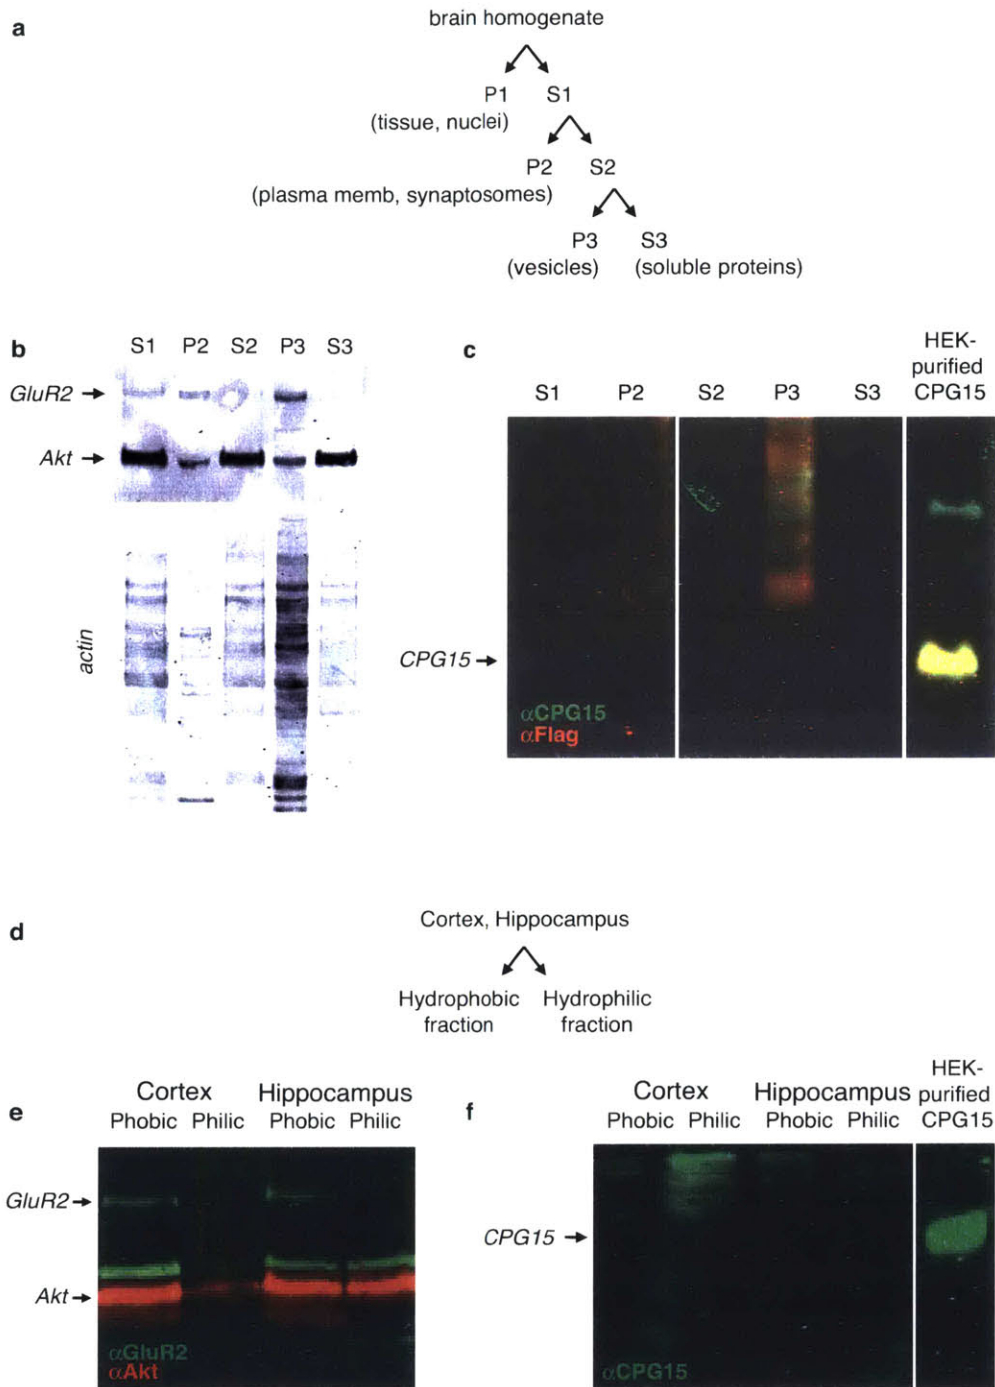 a
brain homogenate
P1 S1
(tissue, nuclei)
P2 S2
(plasma memb, synaptosomes)
P3 S3
(vesicles) (soluble proteins)
b
S1 P2 S2 P3 S3
GluR2
Akt
actin
c
S1 P2 S2 P3 S3
HEK-
purified
CPG15
CPG15
αCPG15
αFlag
d
Cortex, Hippocampus
Hydrophobic Hydrophilic
fraction fraction
e
Cortex Hippocampus
Phobic Philic Phobic Philic
GluR2
Akt
αGluR2
αAkt
f
Cortex Hippocampus
Phobic Philic Phobic Philic
HEK-
purified
CPG15
CPG15
αCPG15